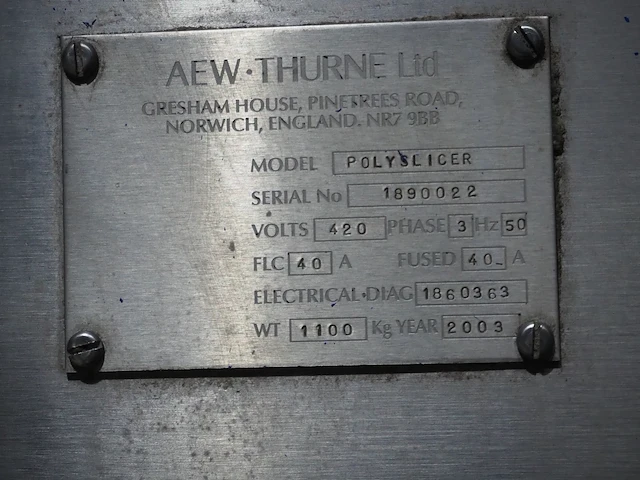 AEW·THURNE Ltd
GRESHAM HOUSE, PINETREES ROAD,
NORWICH, ENGLAND. NR7 9BB
MODEL POLYSLICER
SERIAL No 1890022
VOLTS 420 PHASE 3 Hz 50
FLC 40 A FUSED 40 A
ELECTRICAL·DIAG 1860363
WT 1100 Kg YEAR 2003